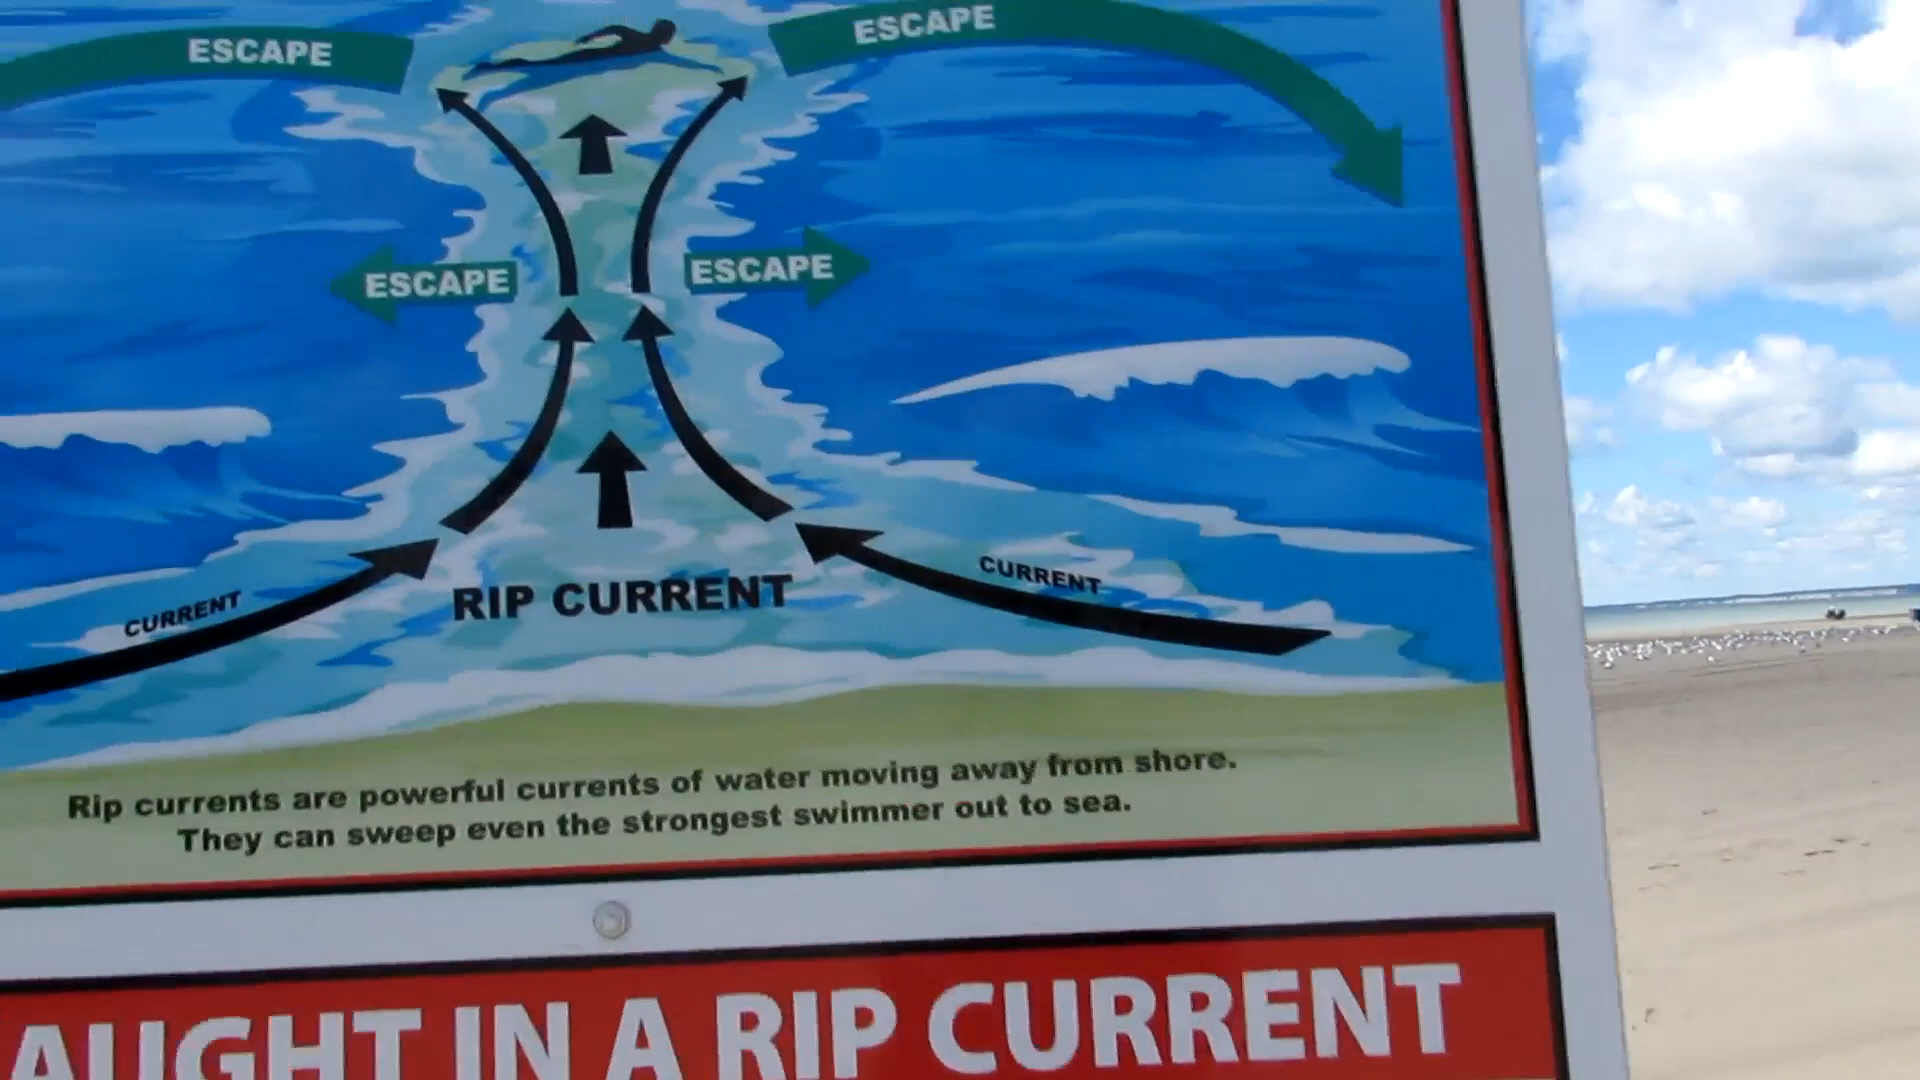 ESCAPE
ESCAPE
ESCAPE
ESCAPE
CURRENT
RIP CURRENT
CURRENT
Rip currents are powerful currents of water moving away from shore.
They can sweep even the strongest swimmer out to sea.
AUGHT IN A RIP CURRENT